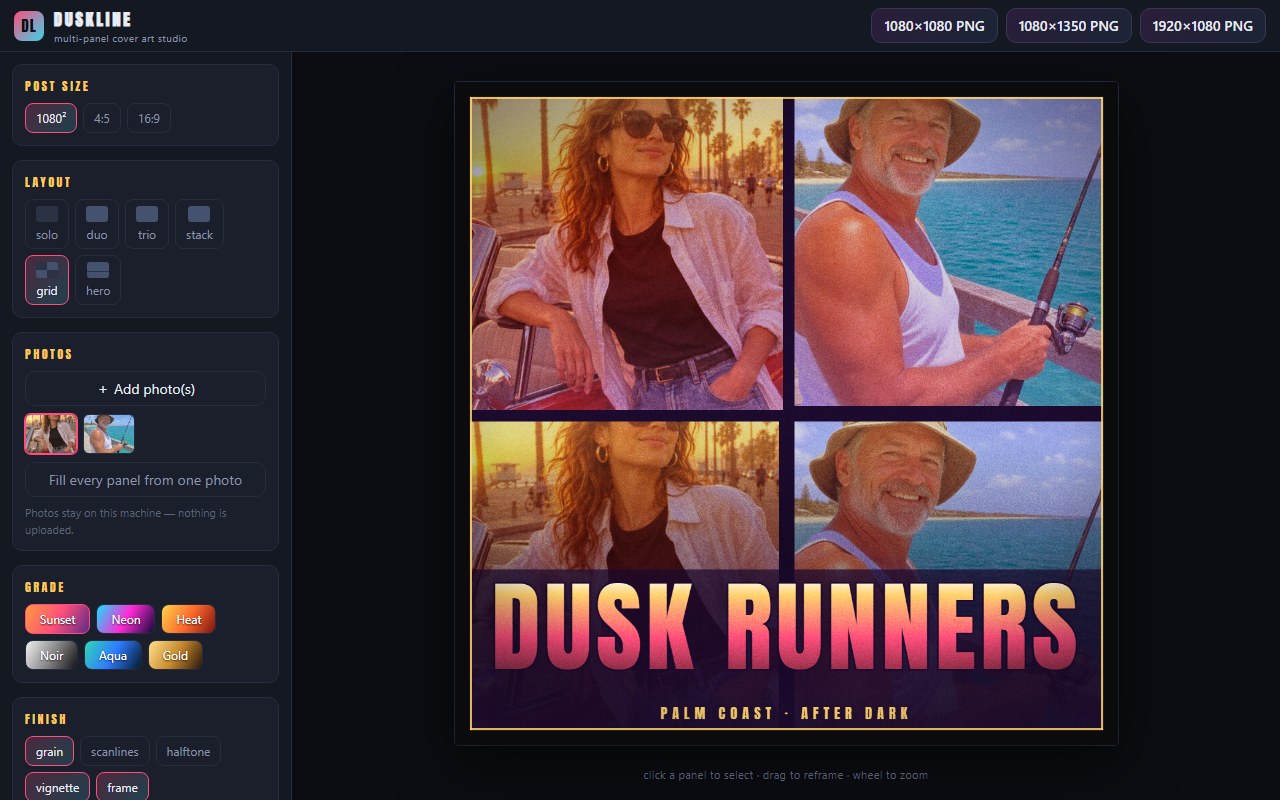 DL
DUSKLINE
multi-panel cover art studio
1080×1080 PNG
1080×1350 PNG
1920×1080 PNG
POST SIZE
1080²
4:5
16:9
LAYOUT
solo
duo
trio
stack
grid
hero
PHOTOS
+ Add photo(s)
Fill every panel from one photo
Photos stay on this machine — nothing is
uploaded.
GRADE
Sunset
Neon
Heat
Noir
Aqua
Gold
FINISH
grain
scanlines
halftone
vignette
frame
DUSK RUNNERS
PALM COAST · AFTER DARK
click a panel to select · drag to reframe · wheel to zoom